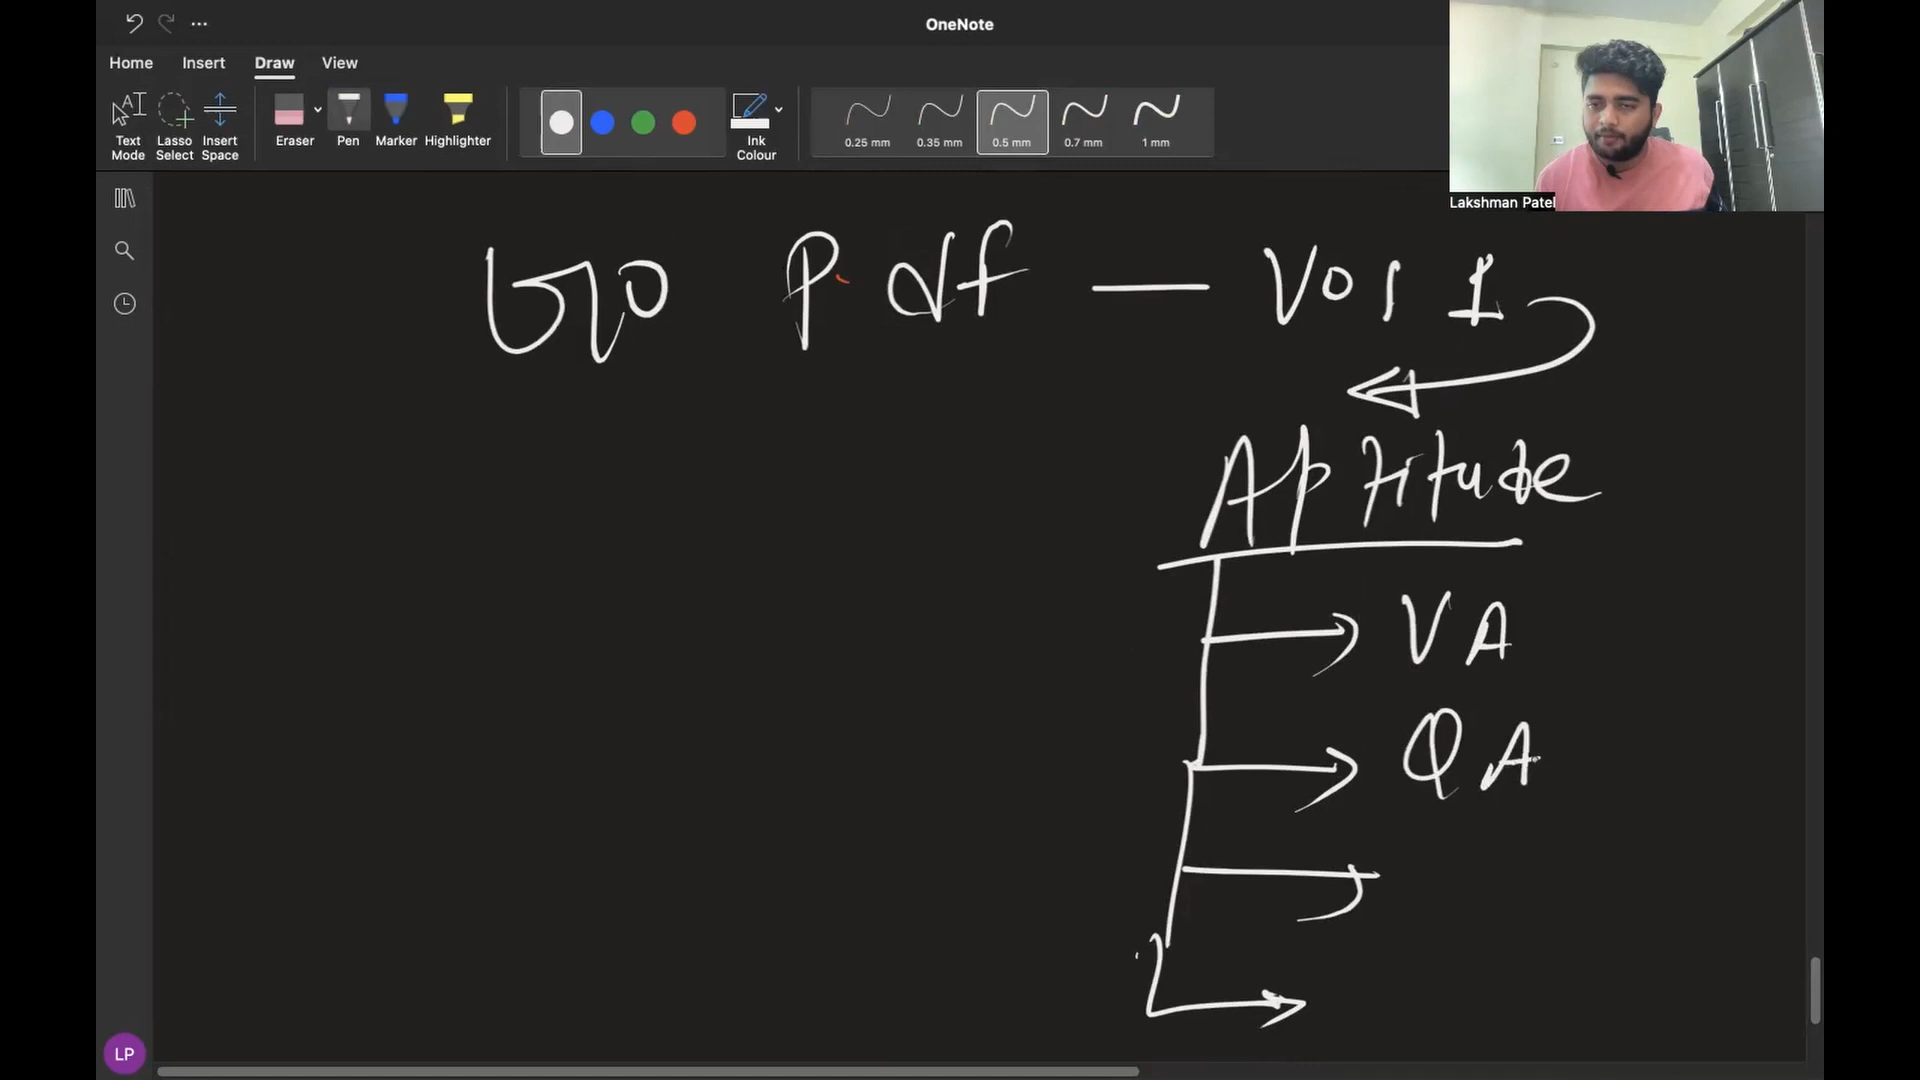 OneNote
Home Insert Draw View
Text Mode
Lasso Select
Insert Space
Eraser
Pen
Marker
Highlighter
Ink Colour
0.25 mm
0.35 mm
0.5 mm
0.7 mm
1 mm
Lakshman Patel
Pdf — Vol 1
Aptitude
VA
QA
LP